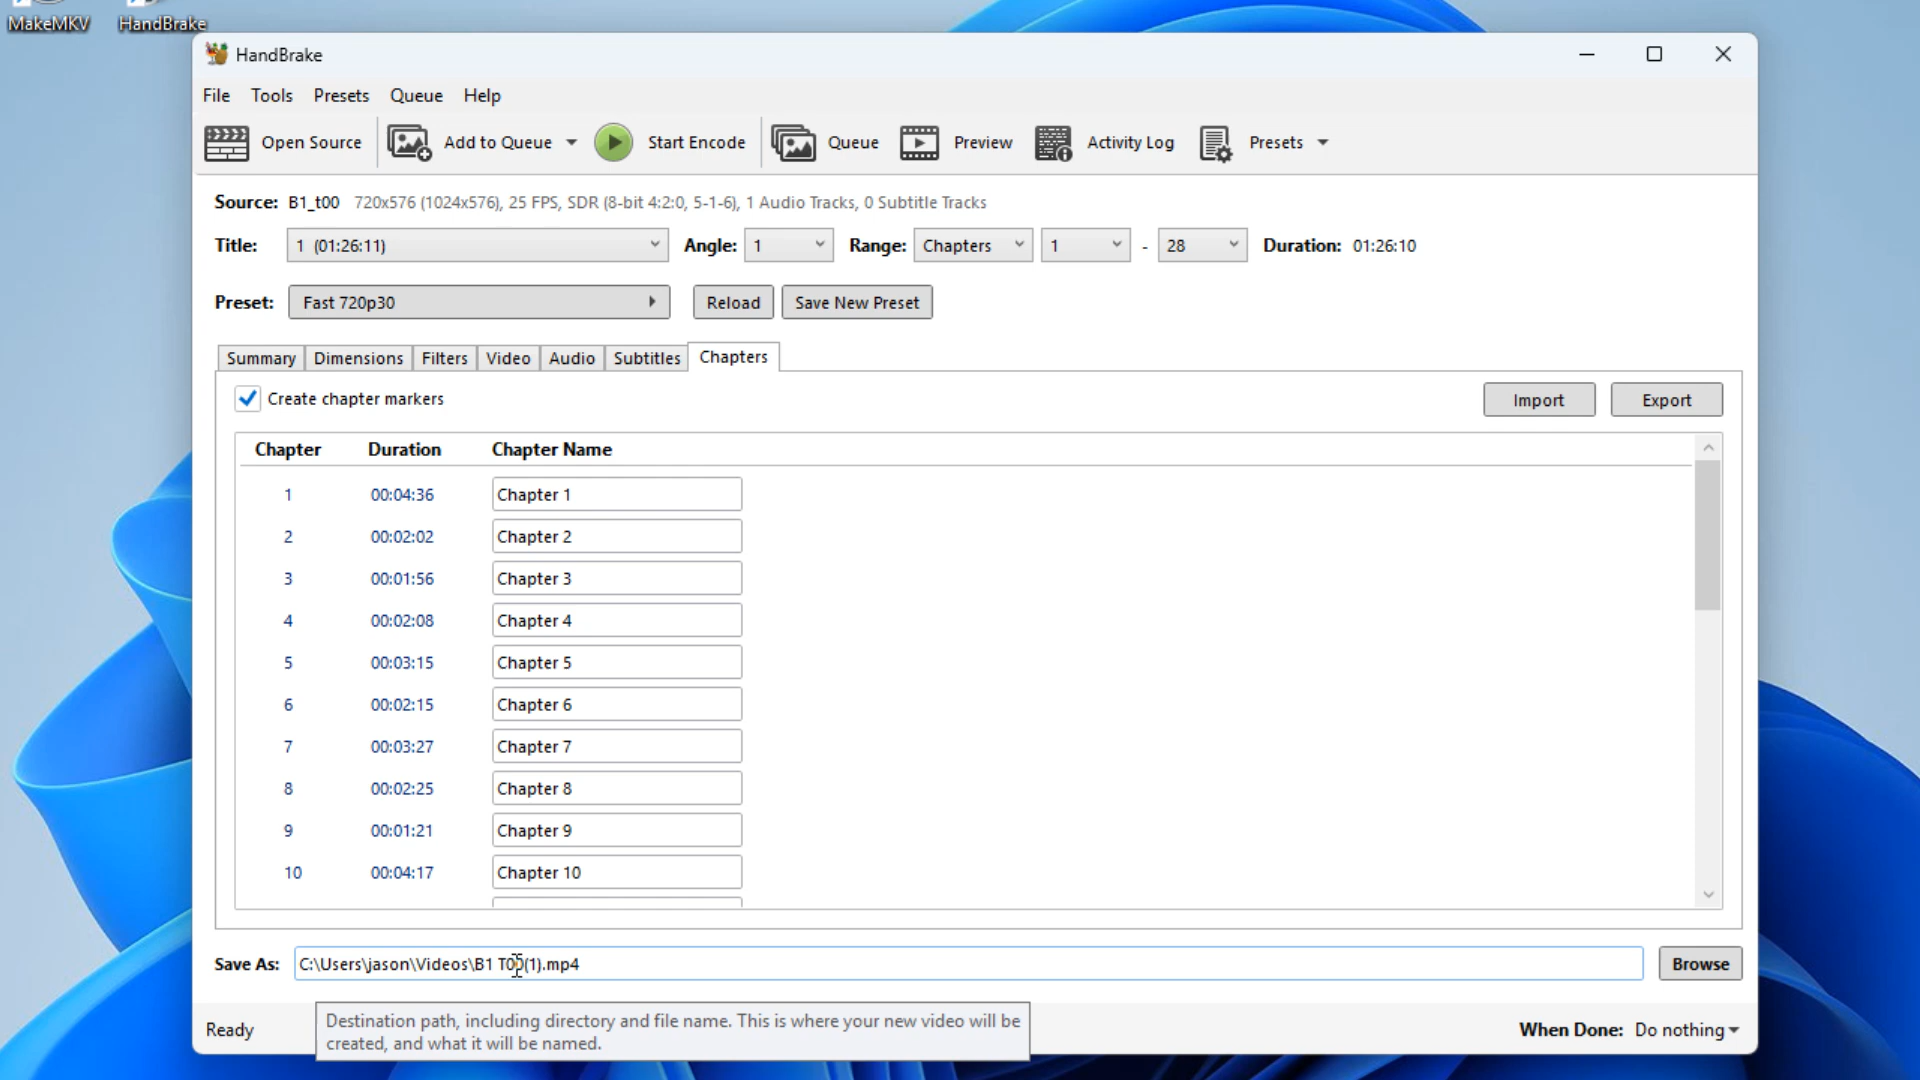 MakeMKV HandBrake
HandBrake
File Tools Presets Queue Help
Open Source Add to Queue Start Encode Queue Preview Activity Log Presets
Source: B1_t00 720x576 (1024x576), 25 FPS, SDR (8-bit 4:2:0, 5-1-6), 1 Audio Tracks, 0 Subtitle Tracks
Title: 1 (01:26:11) Angle: 1 Range: Chapters 1 - 28 Duration: 01:26:10
Preset: Fast 720p30 Reload Save New Preset
Summary Dimensions Filters Video Audio Subtitles Chapters
Create chapter markers Import Export
Chapter Duration Chapter Name
1 00:04:36 Chapter 1
2 00:02:02 Chapter 2
3 00:01:56 Chapter 3
4 00:02:08 Chapter 4
5 00:03:15 Chapter 5
6 00:02:15 Chapter 6
7 00:03:27 Chapter 7
8 00:02:25 Chapter 8
9 00:01:21 Chapter 9
10 00:04:17 Chapter 10
Save As: C:\Users\jason\Videos\B1 T00(1).mp4 Browse
Destination path, including directory and file name. This is where your new video will be
created, and what it will be named.
Ready When Done: Do nothing